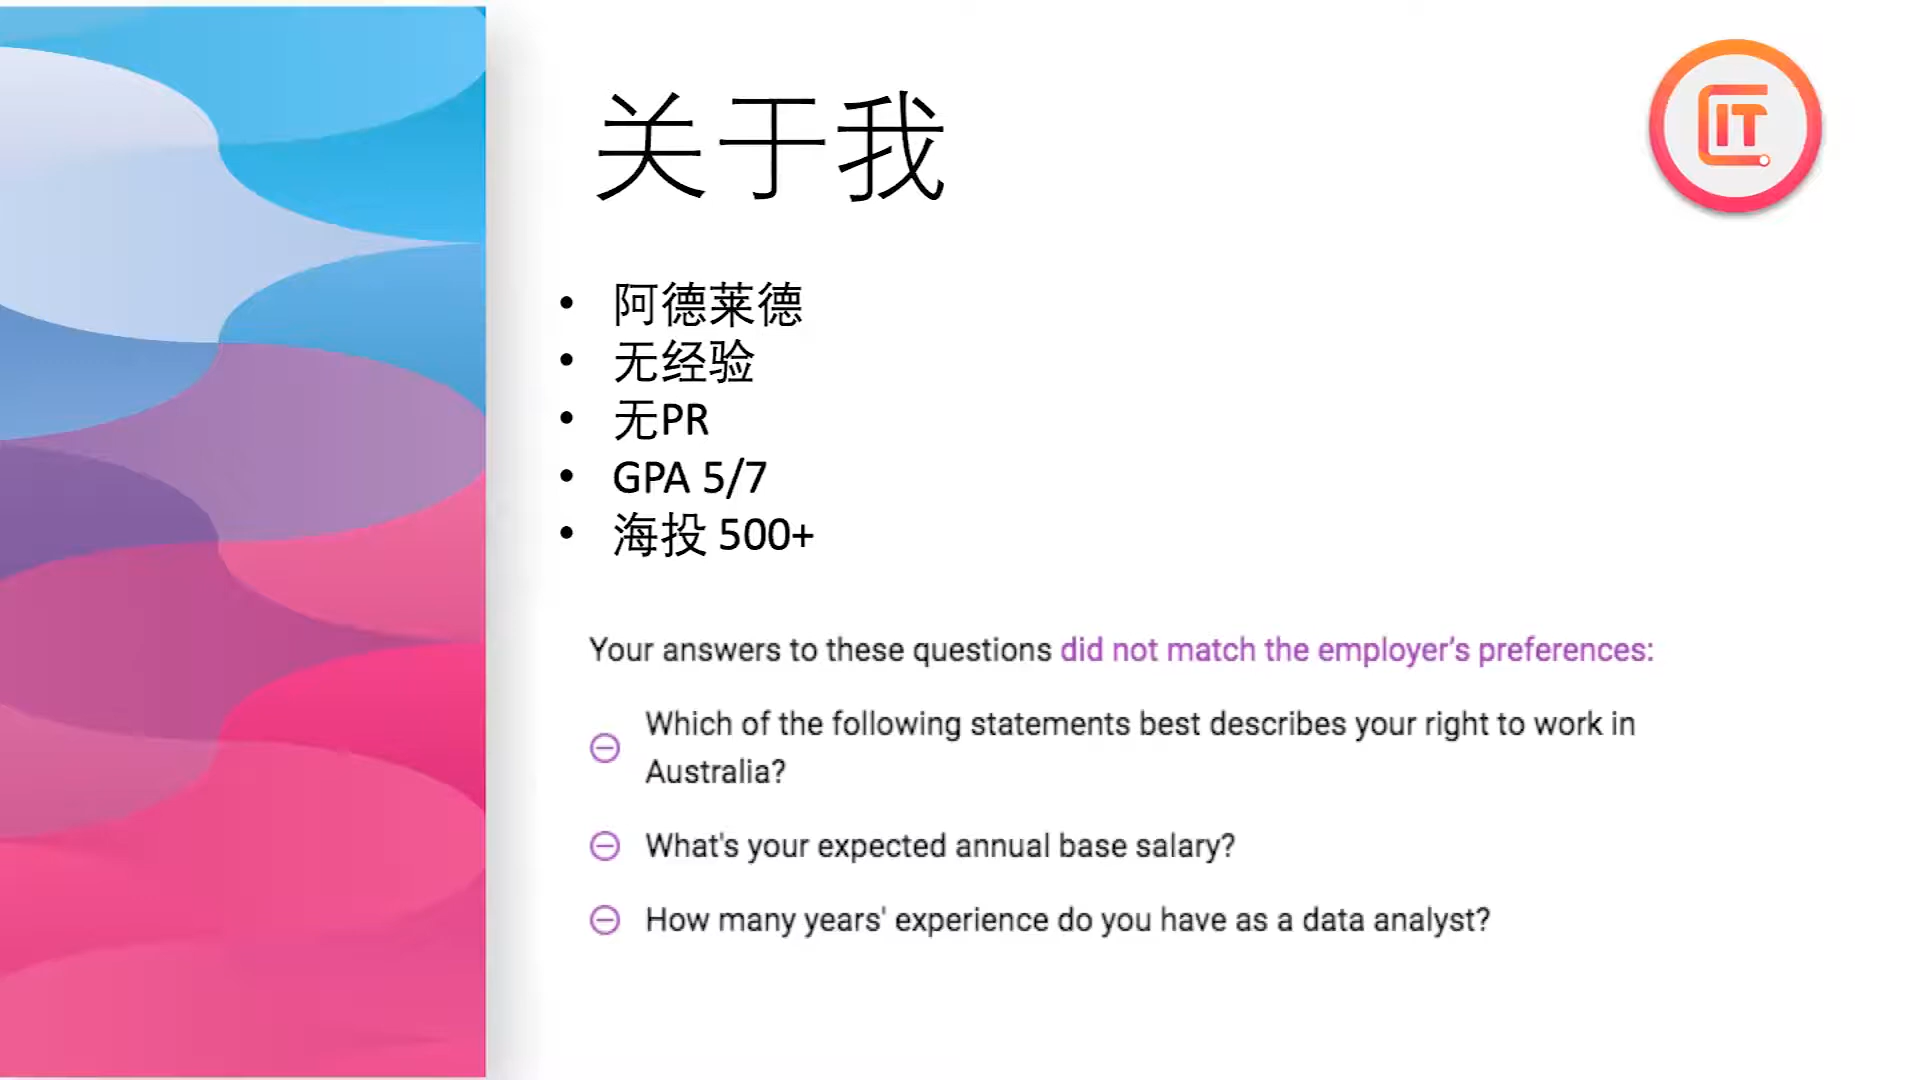 关于我
IT
• 阿德莱德
• 无经验
• 无PR
• GPA 5/7
• 海投 500+
Your answers to these questions did not match the employer's preferences:
Which of the following statements best describes your right to work in
Australia?
What's your expected annual base salary?
How many years' experience do you have as a data analyst?